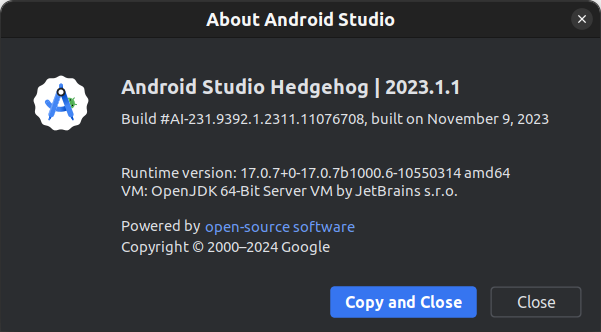 About Android Studio
Android Studio Hedgehog | 2023.1.1
Build #AI-231.9392.1.2311.11076708, built on November 9, 2023
Runtime version: 17.0.7+0-17.0.7b1000.6-10550314 amd64
VM: OpenJDK 64-Bit Server VM by JetBrains s.r.o.
Powered by open-source software
Copyright © 2000–2024 Google
Copy and Close
Close